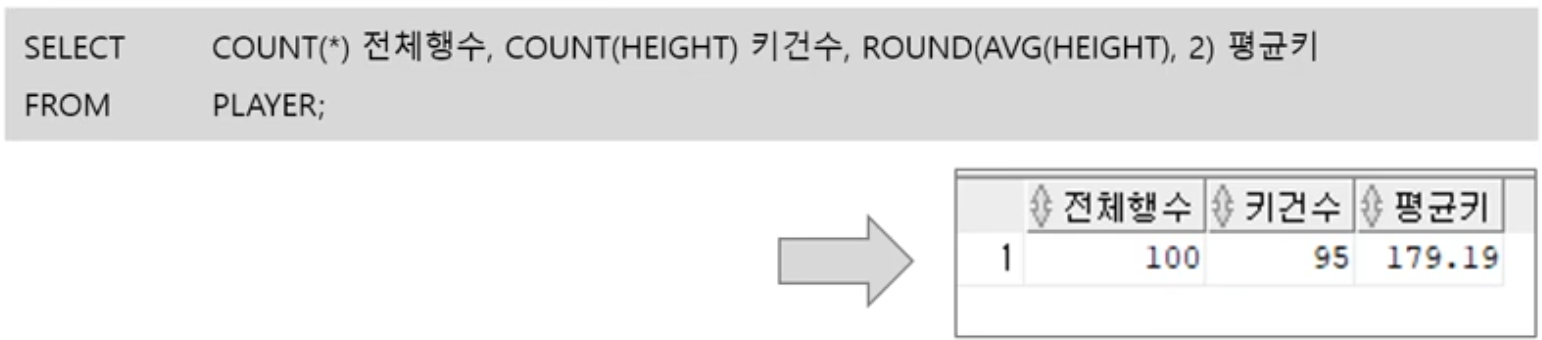 SELECT COUNT(*) 전체행수, COUNT(HEIGHT) 키건수, ROUND(AVG(HEIGHT), 2) 평균키
FROM PLAYER;
전체행수 키건수 평균키
1 100 95 179.19